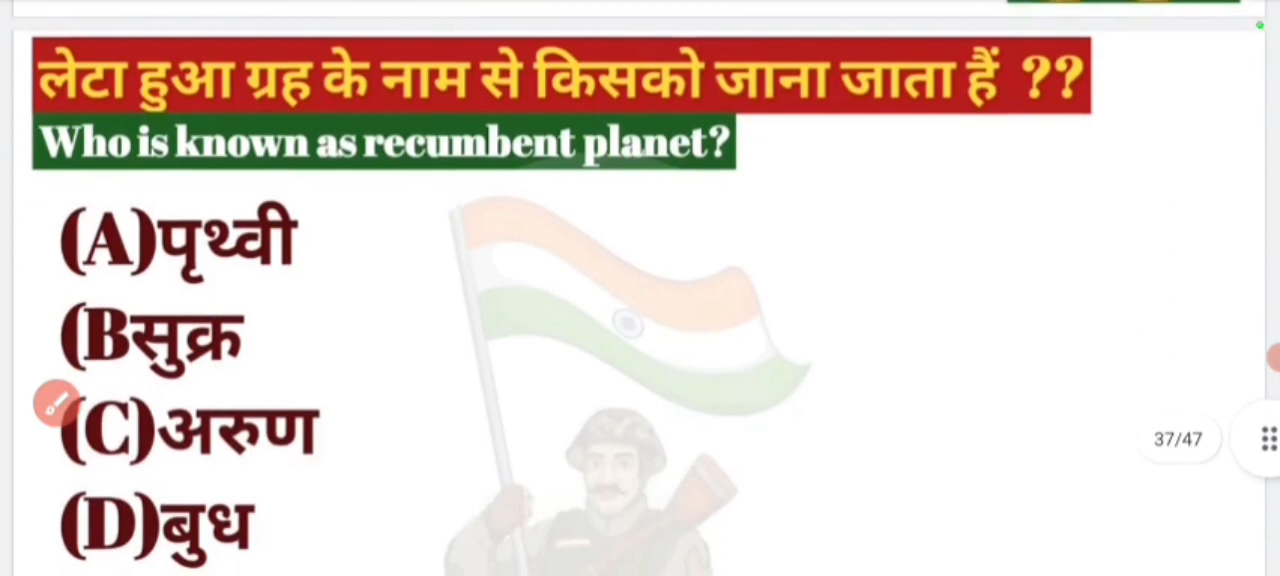 लेटा हुआ ग्रह के नाम से किसको जाना जाता हैं ??
Who is known as recumbent planet?
(A)पृथ्वी
(Bसुक्र
(C)अरुण
(D)बुध
37/47